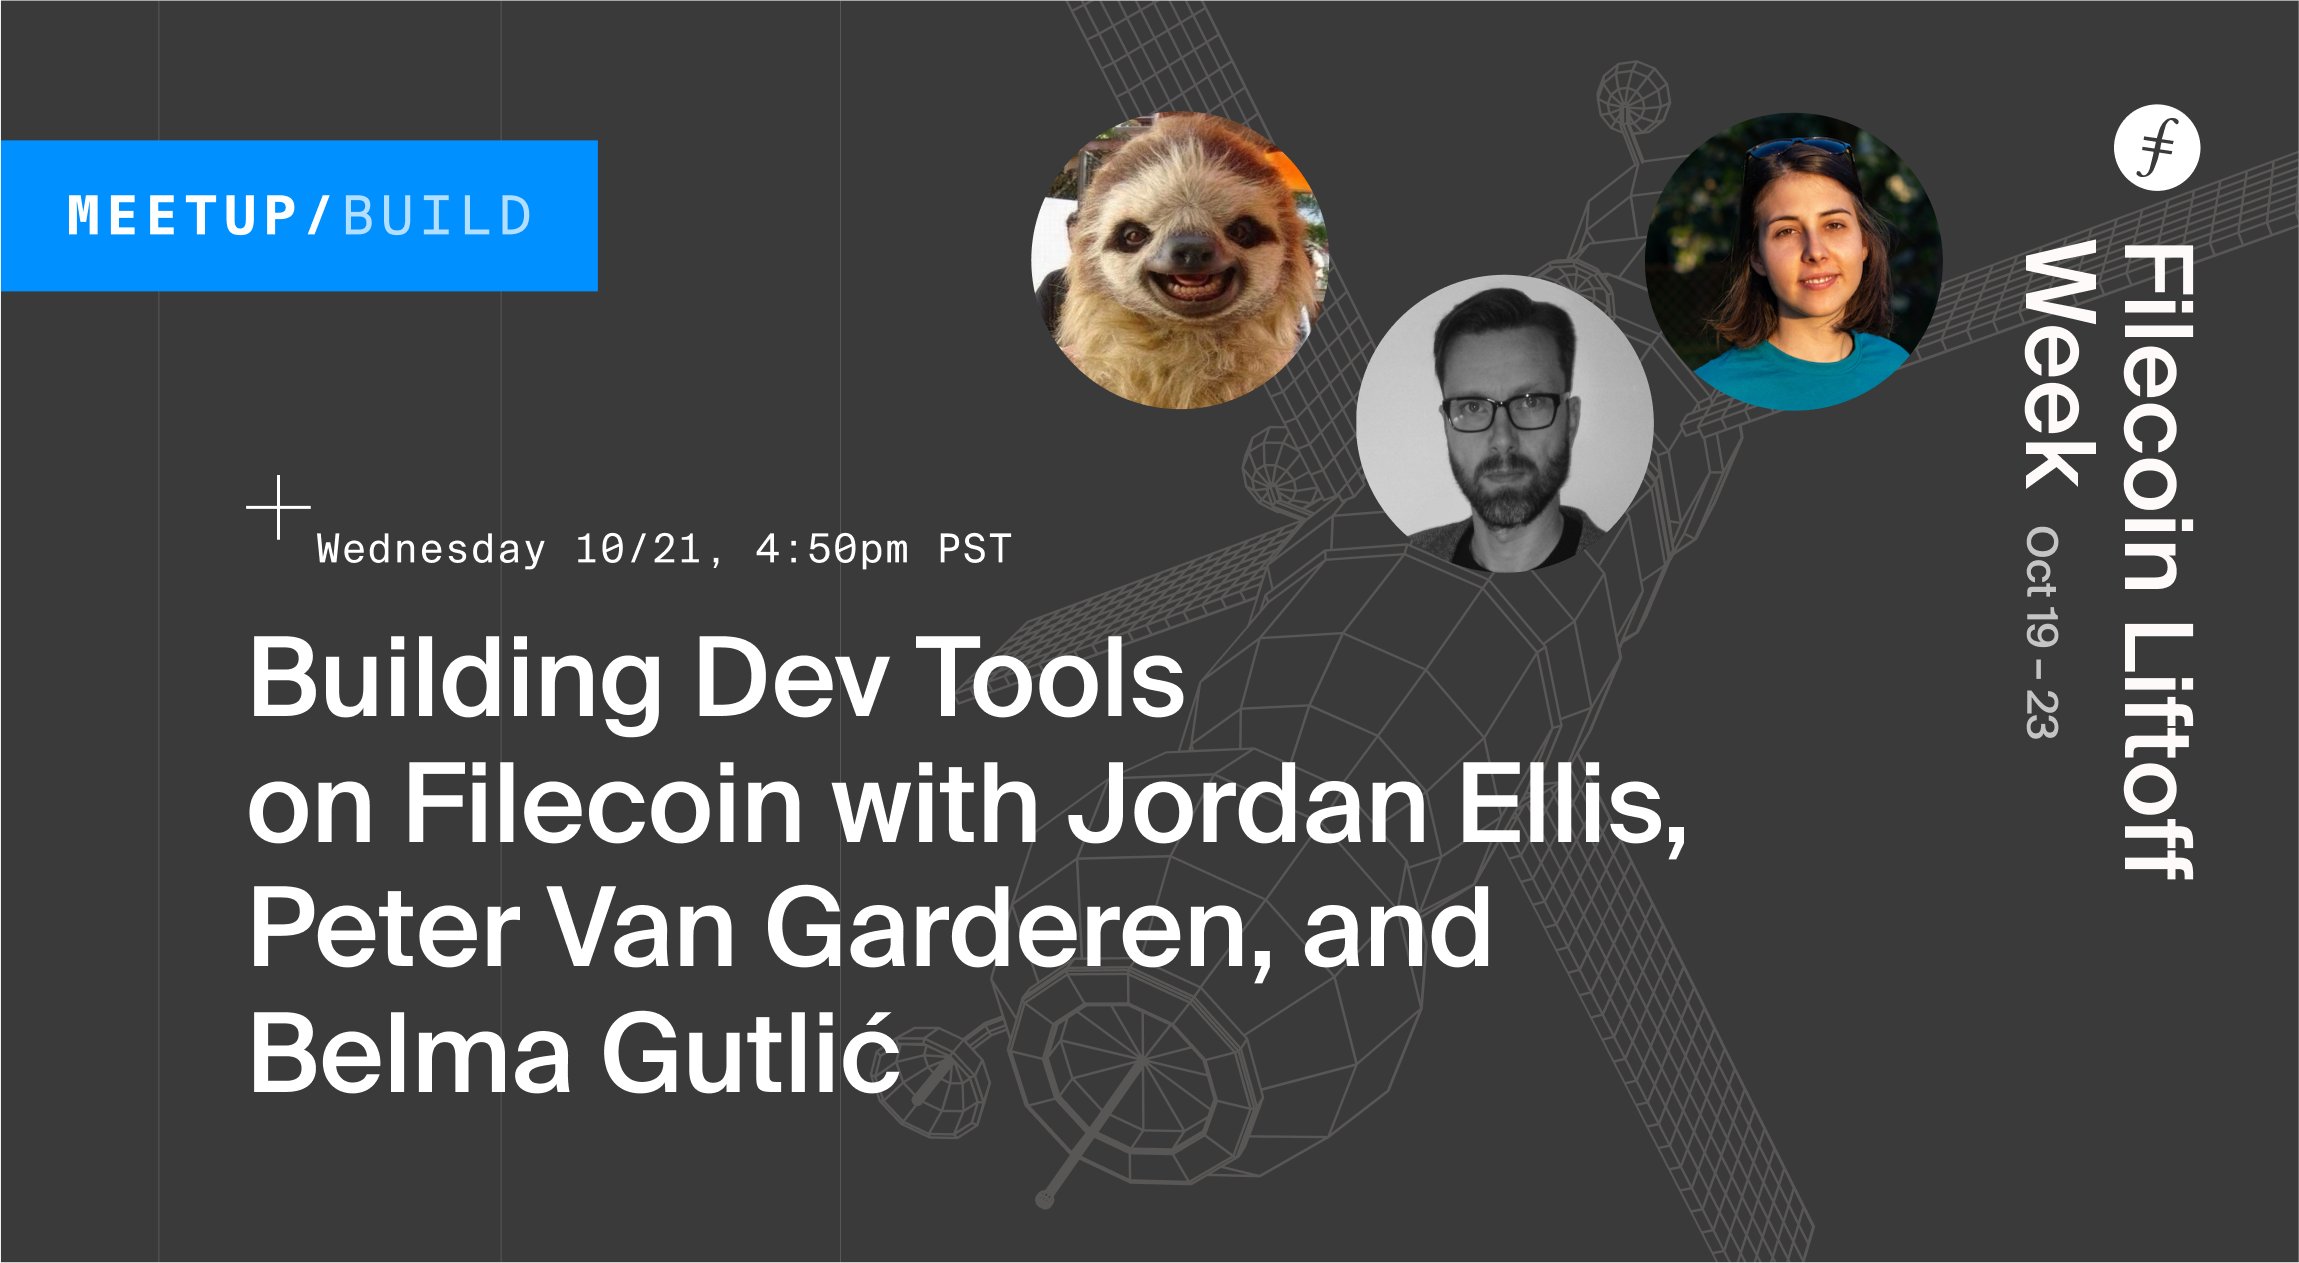 MEETUP/BUILD
Wednesday 10/21, 4:50pm PST
Building Dev Tools
on Filecoin with Jordan Ellis,
Peter Van Garderen, and
Belma Gutlić
Filecoin Liftoff
Week Oct 19 – 23